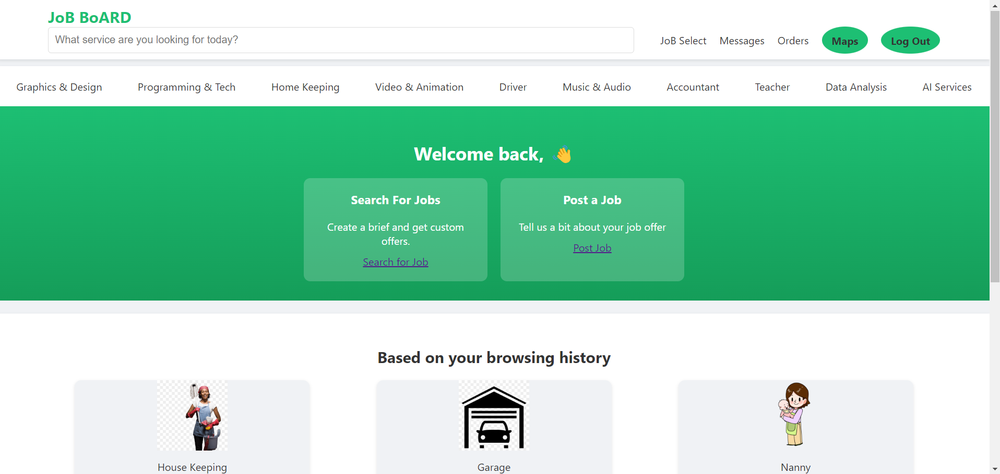 JoB BoARD
What service are you looking for today?
JoB Select Messages Orders Maps Log Out
Graphics & Design Programming & Tech Home Keeping Video & Animation Driver Music & Audio Accountant Teacher Data Analysis AI Services
Welcome back, 👋
Search For Jobs
Create a brief and get custom
offers.
Search for Job
Post a Job
Tell us a bit about your job offer
Post Job
Based on your browsing history
House Keeping
Garage
Nanny